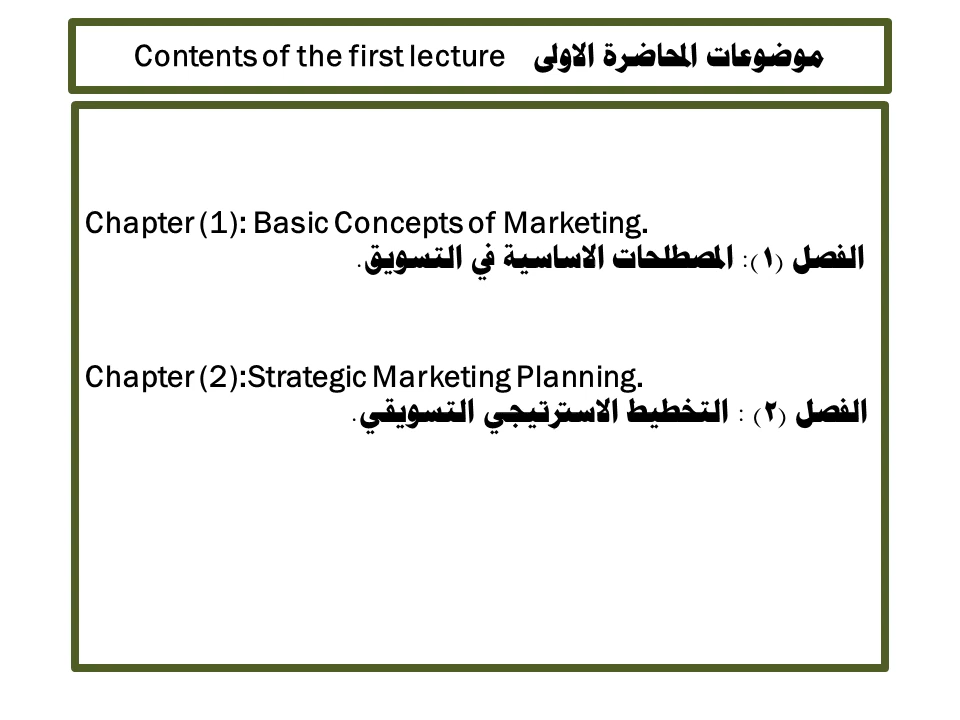 Contents of the first lecture موضوعات المحاضرة الاولى
Chapter (1): Basic Concepts of Marketing.
الفصل (١): المصطلحات الاساسية في التسويق.
Chapter (2):Strategic Marketing Planning.
الفصل (٢) : التخطيط الاسترتيجي التسويقي.